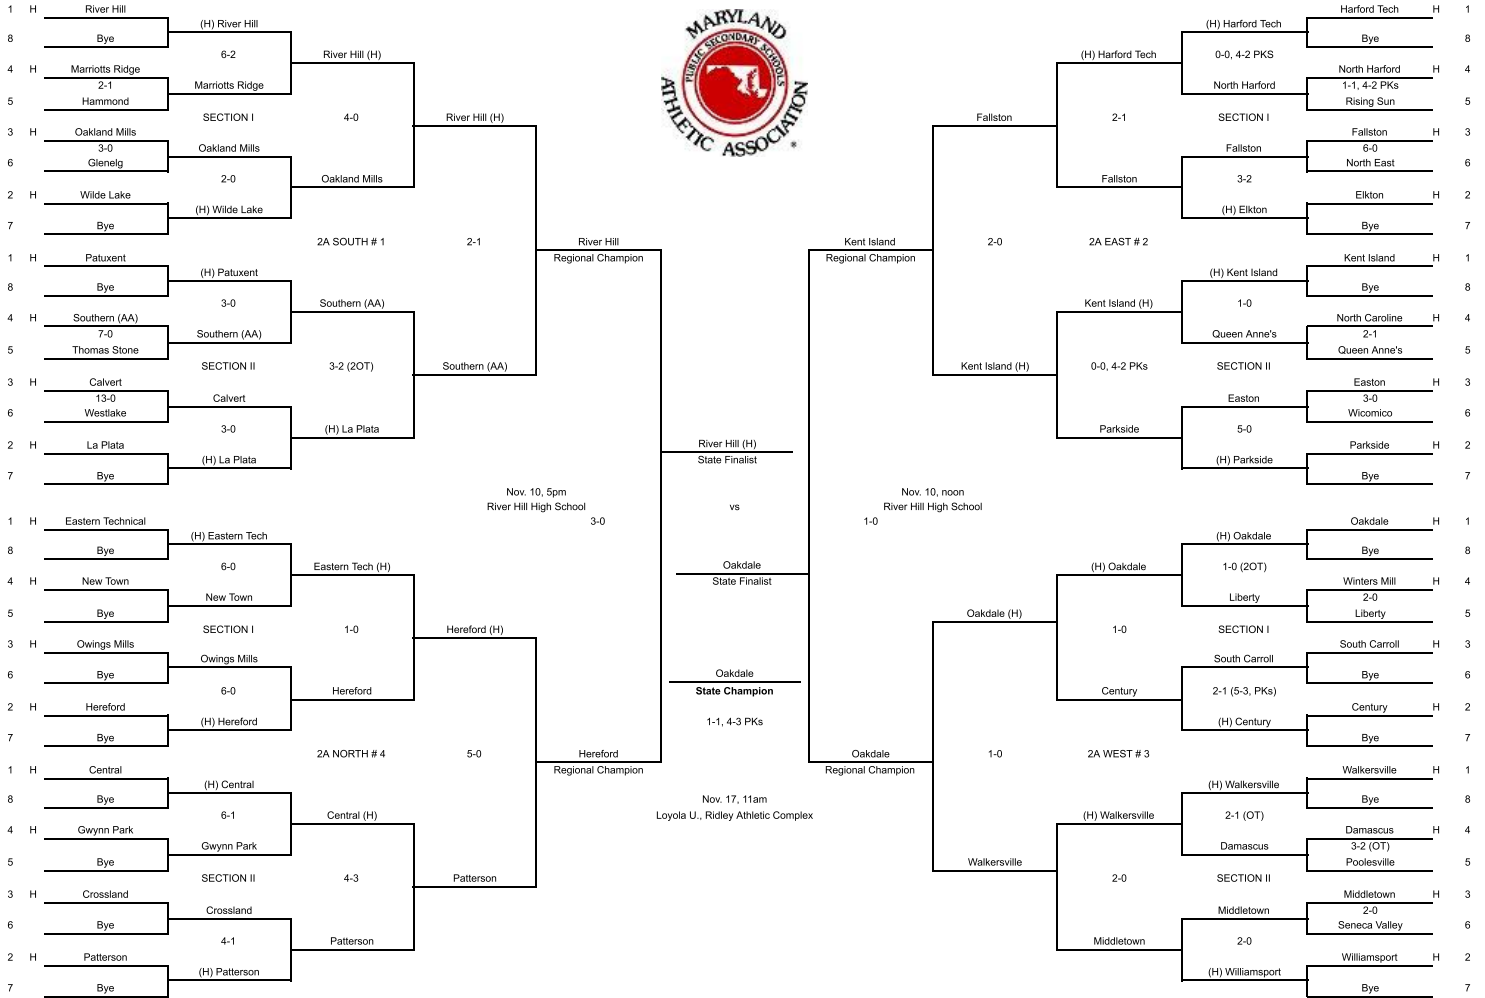 MARYLAND
PUBLIC SECONDARY SCHOOLS
ATHLETIC ASSOCIATION
®
1 H River Hill
8 Bye
(H) River Hill
6-2
4 H Marriotts Ridge
2-1
5 Hammond
Marriotts Ridge
River Hill (H)
SECTION I
4-0
3 H Oakland Mills
3-0
6 Glenelg
Oakland Mills
2-0
2 H Wilde Lake
7 Bye
(H) Wilde Lake
Oakland Mills
River Hill (H)
2A SOUTH # 1
2-1
1 H Patuxent
8 Bye
(H) Patuxent
3-0
4 H Southern (AA)
7-0
5 Thomas Stone
Southern (AA)
Southern (AA)
SECTION II
3-2 (2OT)
3 H Calvert
13-0
6 Westlake
Calvert
3-0
2 H La Plata
7 Bye
(H) La Plata
(H) La Plata
Southern (AA)
River Hill
Regional Champion
1 H Eastern Technical
8 Bye
(H) Eastern Tech
6-0
4 H New Town
5 Bye
New Town
Eastern Tech (H)
SECTION I
1-0
3 H Owings Mills
6 Bye
Owings Mills
6-0
2 H Hereford
7 Bye
(H) Hereford
Hereford
Hereford (H)
2A NORTH # 4
5-0
1 H Central
8 Bye
(H) Central
6-1
4 H Gwynn Park
5 Bye
Gwynn Park
Central (H)
SECTION II
4-3
3 H Crossland
6 Bye
Crossland
4-1
2 H Patterson
7 Bye
(H) Patterson
Patterson
Patterson
Hereford
Regional Champion
Nov. 10, 5pm
River Hill High School
3-0
River Hill (H)
State Finalist
vs
Oakdale
State Finalist
Oakdale
State Champion
1-1, 4-3 PKs
Nov. 17, 11am
Loyola U., Ridley Athletic Complex
Nov. 10, noon
River Hill High School
1-0
Harford Tech H 1
Bye 8
(H) Harford Tech
0-0, 4-2 PKS
North Harford H 4
1-1, 4-2 PKs
Rising Sun 5
North Harford
(H) Harford Tech
SECTION I
2-1
Fallston H 3
6-0
North East 6
Fallston
3-2
Elkton H 2
Bye 7
(H) Elkton
Fallston
Fallston
2A EAST # 2
2-0
Kent Island H 1
Bye 8
(H) Kent Island
1-0
North Caroline H 4
2-1
Queen Anne's 5
Queen Anne's
Kent Island (H)
SECTION II
0-0, 4-2 PKs
Easton H 3
3-0
Wicomico 6
Easton
5-0
Parkside H 2
Bye 7
(H) Parkside
Parkside
Kent Island (H)
Kent Island
Regional Champion
Oakdale H 1
Bye 8
(H) Oakdale
1-0 (2OT)
Winters Mill H 4
2-0
Liberty 5
Liberty
(H) Oakdale
SECTION I
1-0
South Carroll H 3
Bye 6
South Carroll
2-1 (5-3, PKs)
Century H 2
Bye 7
(H) Century
Century
Oakdale (H)
2A WEST # 3
1-0
Walkersville H 1
Bye 8
(H) Walkersville
2-1 (OT)
Damascus H 4
3-2 (OT)
Poolesville 5
Damascus
(H) Walkersville
SECTION II
2-0
Middletown H 3
2-0
Seneca Valley 6
Middletown
2-0
Williamsport H 2
Bye 7
(H) Williamsport
Middletown
Walkersville
Oakdale
Regional Champion